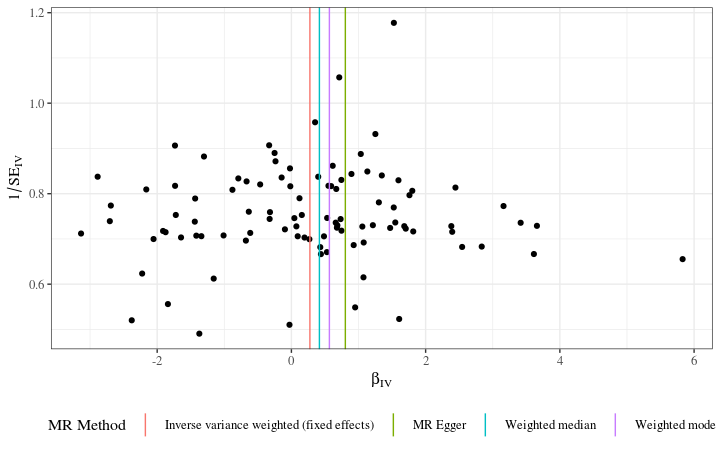 1.2
1.0
0.8
0.6
1/SE_IV
-2 0 2 4 6
β_IV
MR Method Inverse variance weighted (fixed effects) MR Egger Weighted median Weighted mode